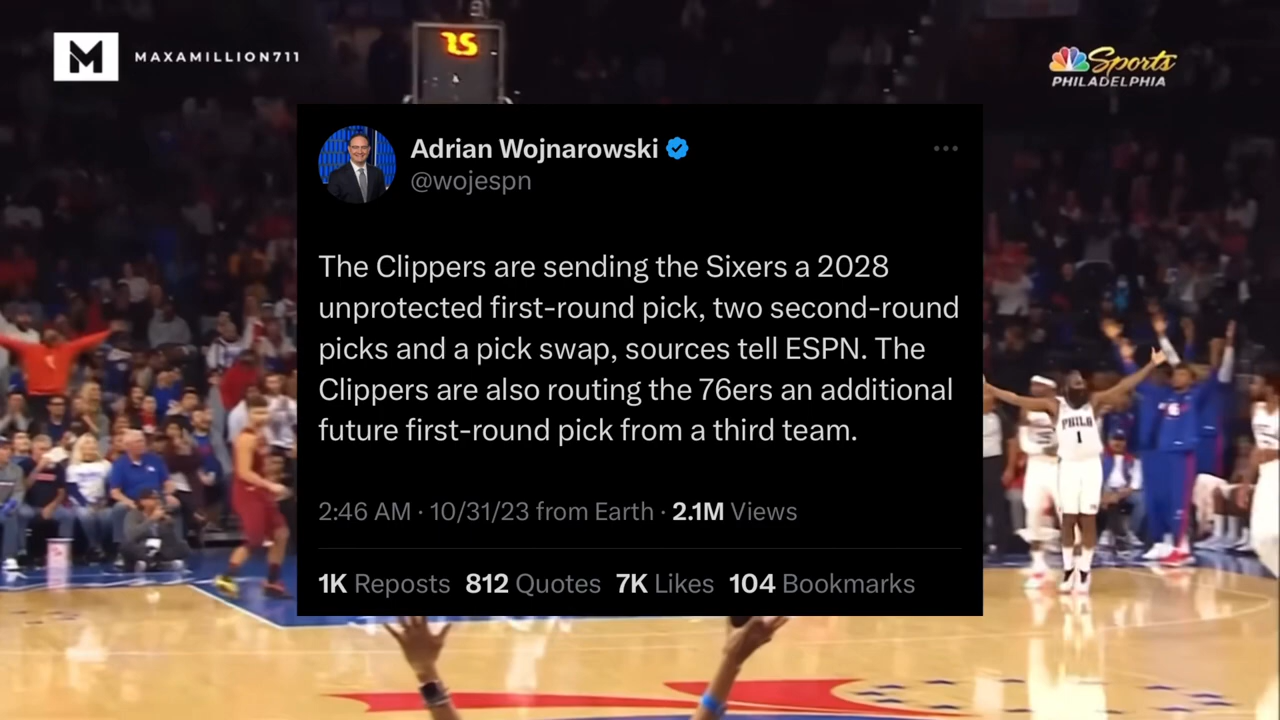 M MAXAMILLION711
25
Sports
PHILADELPHIA
Adrian Wojnarowski
@wojespn
The Clippers are sending the Sixers a 2028
unprotected first-round pick, two second-round
picks and a pick swap, sources tell ESPN. The
Clippers are also routing the 76ers an additional
future first-round pick from a third team.
2:46 AM · 10/31/23 from Earth · 2.1M Views
1K Reposts 812 Quotes 7K Likes 104 Bookmarks
PHILA
1